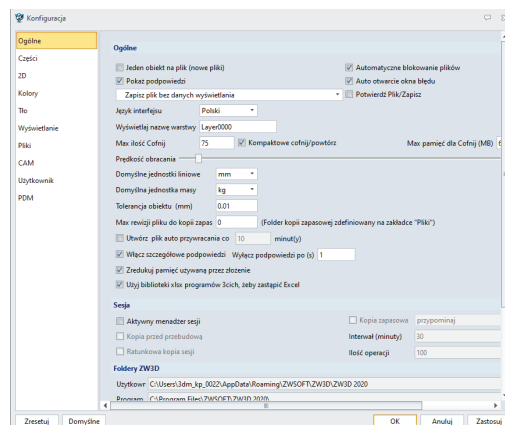 Konfiguracja
Ogólne
Części
2D
Kolory
Tło
Wyświetlanie
Pliki
CAM
Użytkownik
PDM
Ogólne
Jeden obiekt na plik (nowe pliki)
Automatyczne blokowanie plików
Pokaż podpowiedzi
Auto otwarcie okna błędu
Zapisz plik bez danych wyświetlania
Potwierdź Plik/Zapisz
Język interfejsu Polski
Wyświetlaj nazwę warstwy Layer0000
Max ilość Cofnij 75 Kompaktowe cofnij/powtórz Max pamięć dla Cofnij (MB) 6
Prędkość obracania
Domyślne jednostki liniowe mm
Domyślna jednostka masy kg
Tolerancja obiektu (mm) 0.01
Max rewizji pliku do kopii zapas 0 (Folder kopii zapasowej zdefiniowany na zakładce "Pliki")
Utwórz plik auto przywracania co 10 minut(y)
Włącz szczegółowe podpowiedzi Wyłącz podpowiedzi po (s) 1
Zredukuj pamięć używaną przez złożenie
Użyj biblioteki xlsx programów 3cich, żeby zastąpić Excel
Sesja
Aktywny menadżer sesji
Kopia zapasowa przypominaj
Kopia przed przebudową
Interwał (minuty) 30
Ratunkowa kopia sesji
Ilość operacji 100
Foldery ZW3D
Użytkowr C:\Users\3dm_kp_0022\AppData\Roaming\ZWSOFT\ZW3D\ZW3D 2020
Program C:\Program Files\ZWSOFT\ZW3D 2020\
Zresetuj Domyślne OK Anuluj Zastosuj